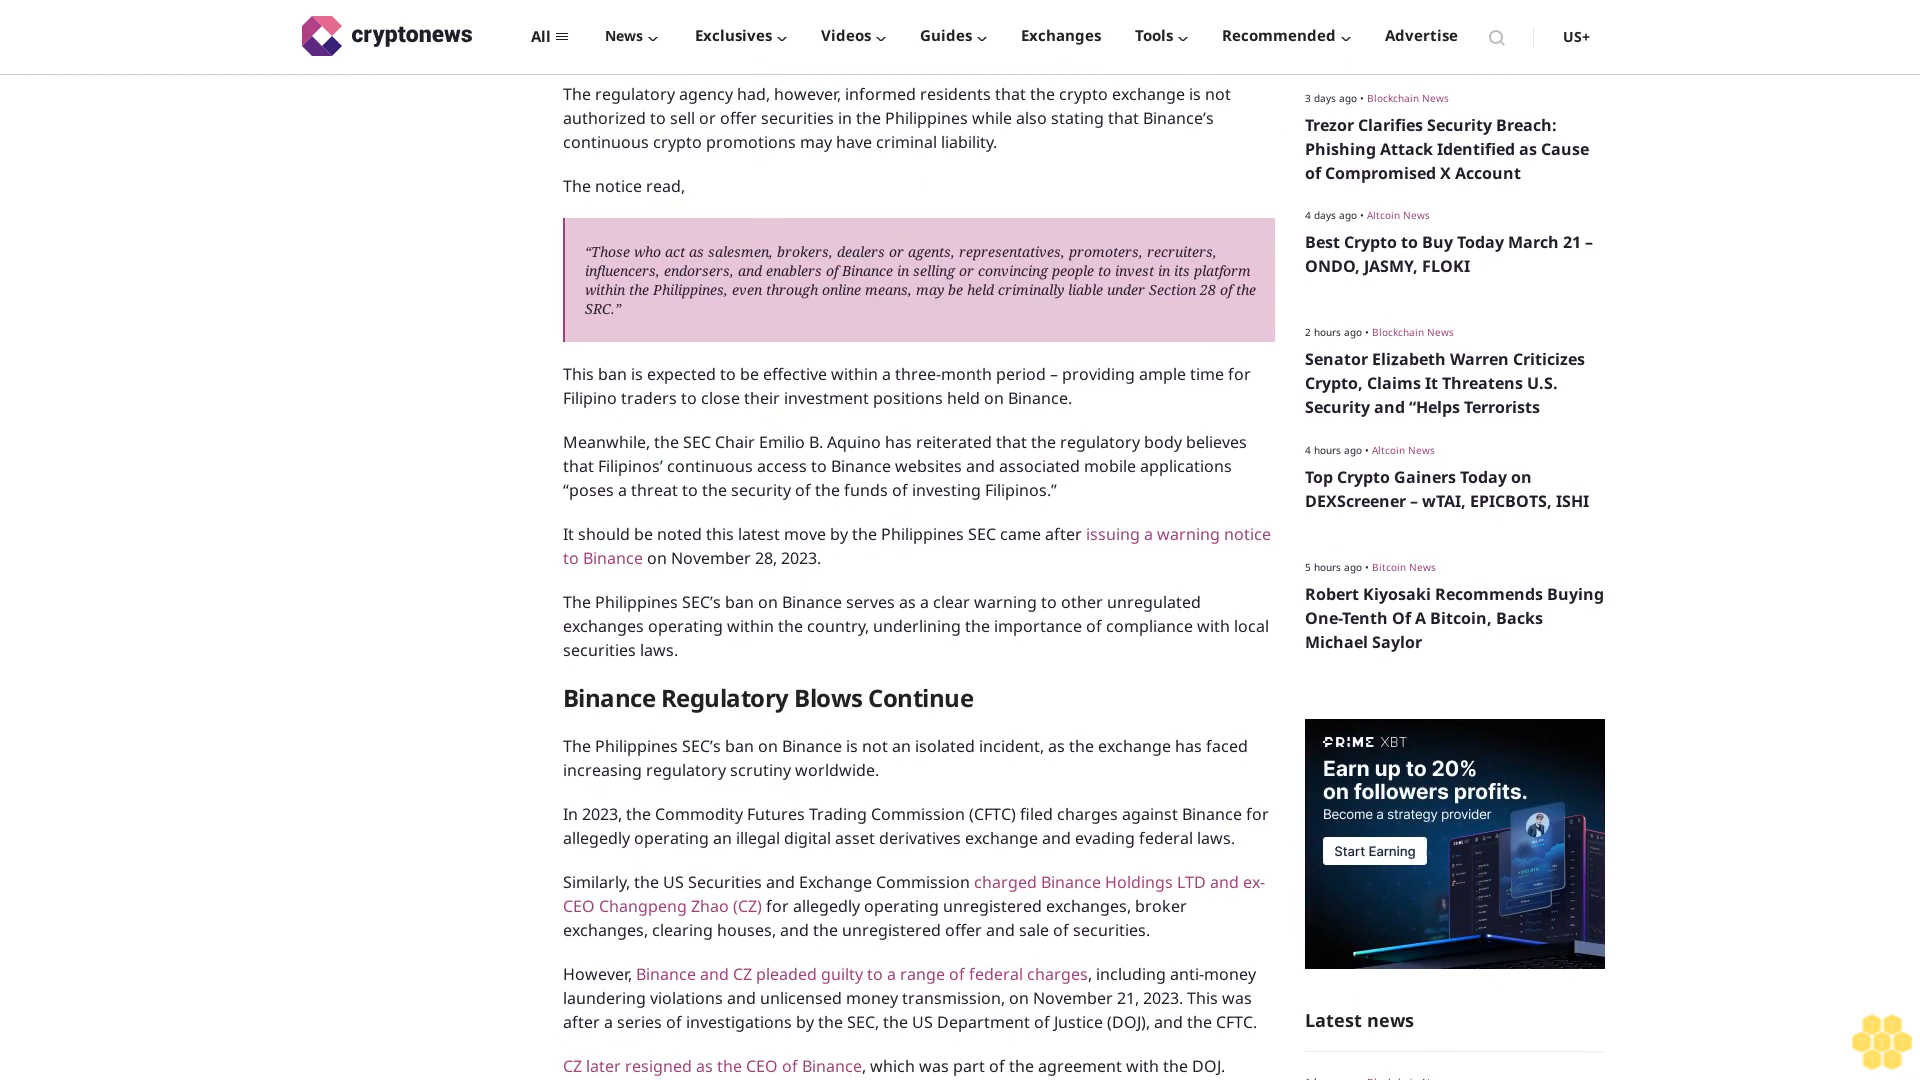 cryptonews
All
News
Exclusives
Videos
Guides
Exchanges
Tools
Recommended
Advertise
US+
The regulatory agency had, however, informed residents that the crypto exchange is not
authorized to sell or offer securities in the Philippines while also stating that Binance’s
continuous crypto promotions may have criminal liability.
The notice read,
“Those who act as salesmen, brokers, dealers or agents, representatives, promoters, recruiters,
influencers, endorsers, and enablers of Binance in selling or convincing people to invest in its platform
within the Philippines, even through online means, may be held criminally liable under Section 28 of the
SRC.”
This ban is expected to be effective within a three-month period – providing ample time for
Filipino traders to close their investment positions held on Binance.
Meanwhile, the SEC Chair Emilio B. Aquino has reiterated that the regulatory body believes
that Filipinos’ continuous access to Binance websites and associated mobile applications
“poses a threat to the security of the funds of investing Filipinos.”
It should be noted this latest move by the Philippines SEC came after issuing a warning notice
to Binance on November 28, 2023.
The Philippines SEC’s ban on Binance serves as a clear warning to other unregulated
exchanges operating within the country, underlining the importance of compliance with local
securities laws.
Binance Regulatory Blows Continue
The Philippines SEC’s ban on Binance is not an isolated incident, as the exchange has faced
increasing regulatory scrutiny worldwide.
In 2023, the Commodity Futures Trading Commission (CFTC) filed charges against Binance for
allegedly operating an illegal digital asset derivatives exchange and evading federal laws.
Similarly, the US Securities and Exchange Commission charged Binance Holdings LTD and ex-
CEO Changpeng Zhao (CZ) for allegedly operating unregistered exchanges, broker
exchanges, clearing houses, and the unregistered offer and sale of securities.
However, Binance and CZ pleaded guilty to a range of federal charges, including anti-money
laundering violations and unlicensed money transmission, on November 21, 2023. This was
after a series of investigations by the SEC, the US Department of Justice (DOJ), and the CFTC.
CZ later resigned as the CEO of Binance, which was part of the agreement with the DOJ.
3 days ago • Blockchain News
Trezor Clarifies Security Breach:
Phishing Attack Identified as Cause
of Compromised X Account
4 days ago • Altcoin News
Best Crypto to Buy Today March 21 –
ONDO, JASMY, FLOKI
2 hours ago • Blockchain News
Senator Elizabeth Warren Criticizes
Crypto, Claims It Threatens U.S.
Security and “Helps Terrorists
4 hours ago • Altcoin News
Top Crypto Gainers Today on
DEXScreener – wTAI, EPICBOTS, ISHI
5 hours ago • Bitcoin News
Robert Kiyosaki Recommends Buying
One-Tenth Of A Bitcoin, Backs
Michael Saylor
PRIME XBT
Earn up to 20%
on followers profits.
Become a strategy provider
Start Earning
Latest news